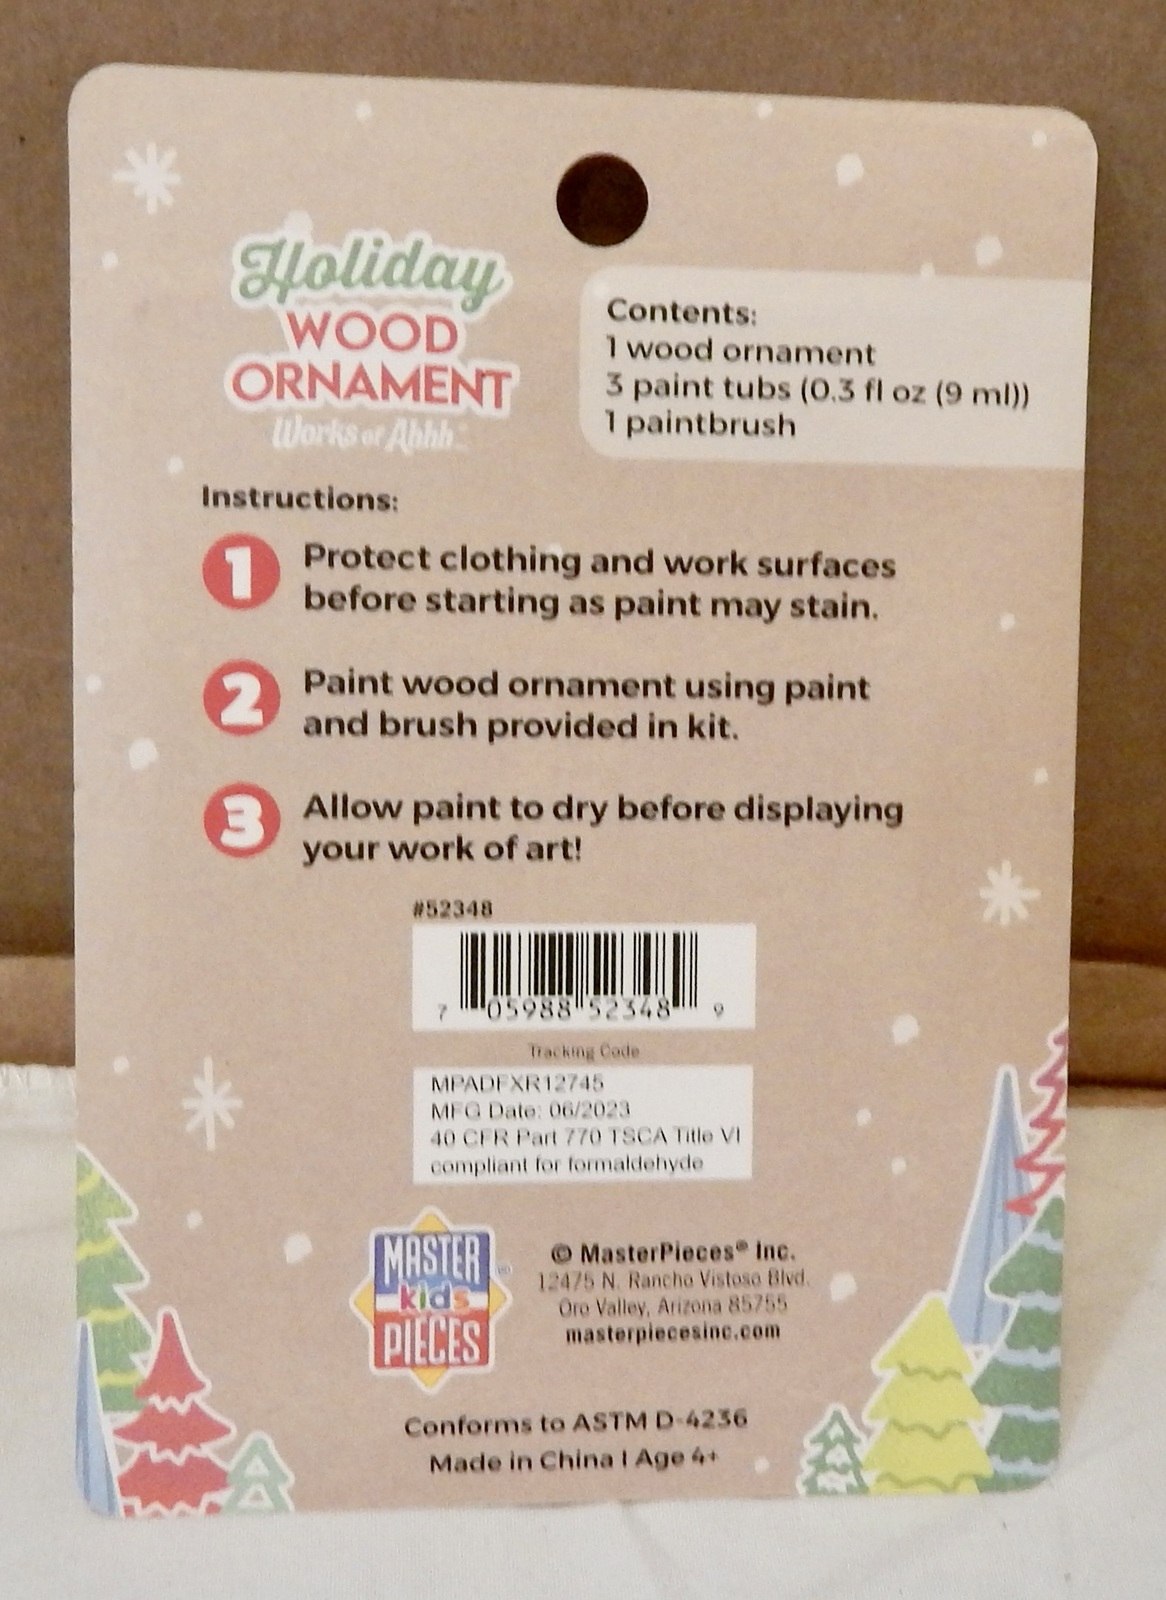 Holiday
WOOD
ORNAMENT
Works of Ahhh
Contents:
1 wood ornament
3 paint tubs (0.3 fl oz (9 ml))
1 paintbrush
Instructions:
1 Protect clothing and work surfaces
before starting as paint may stain.
2 Paint wood ornament using paint
and brush provided in kit.
3 Allow paint to dry before displaying
your work of art!
#52348
7 05988 52348 9
Tracking Code
MPADFXR12745
MFG Date: 06/2023
40 CFR Part 770 TSCA Title VI
compliant for formaldehyde
MASTER
kids
PIECES
© MasterPieces® Inc.
12475 N. Rancho Vistoso Blvd.
Oro Valley, Arizona 85755
masterpiecesinc.com
Conforms to ASTM D-4236
Made in China | Age 4+